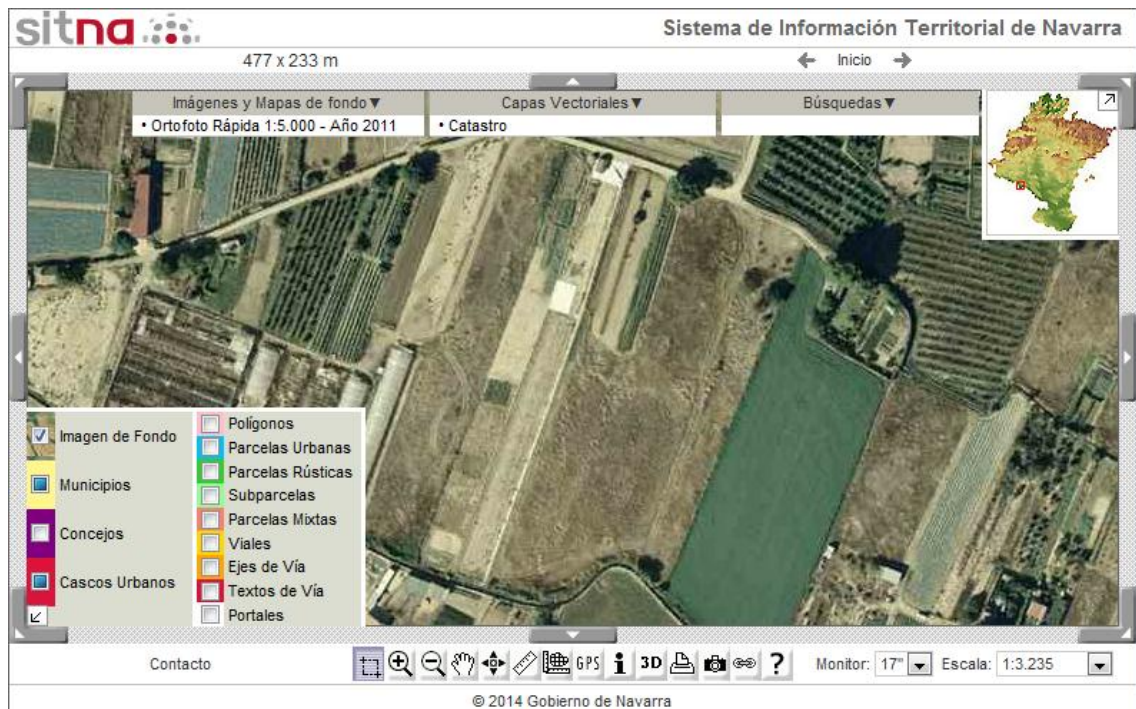 sitna
Sistema de Información Territorial de Navarra
477 x 233 m
Inicio
Imágenes y Mapas de fondo
Capas Vectoriales
Búsquedas
• Ortofoto Rápida 1:5.000 - Año 2011
• Catastro
Imagen de Fondo
Municipios
Concejos
Cascos Urbanos
Polígonos
Parcelas Urbanas
Parcelas Rústicas
Subparcelas
Parcelas Mixtas
Viales
Ejes de Vía
Textos de Vía
Portales
Contacto
GPS
i
3D
?
Monitor: 17"
Escala: 1:3.235
© 2014 Gobierno de Navarra